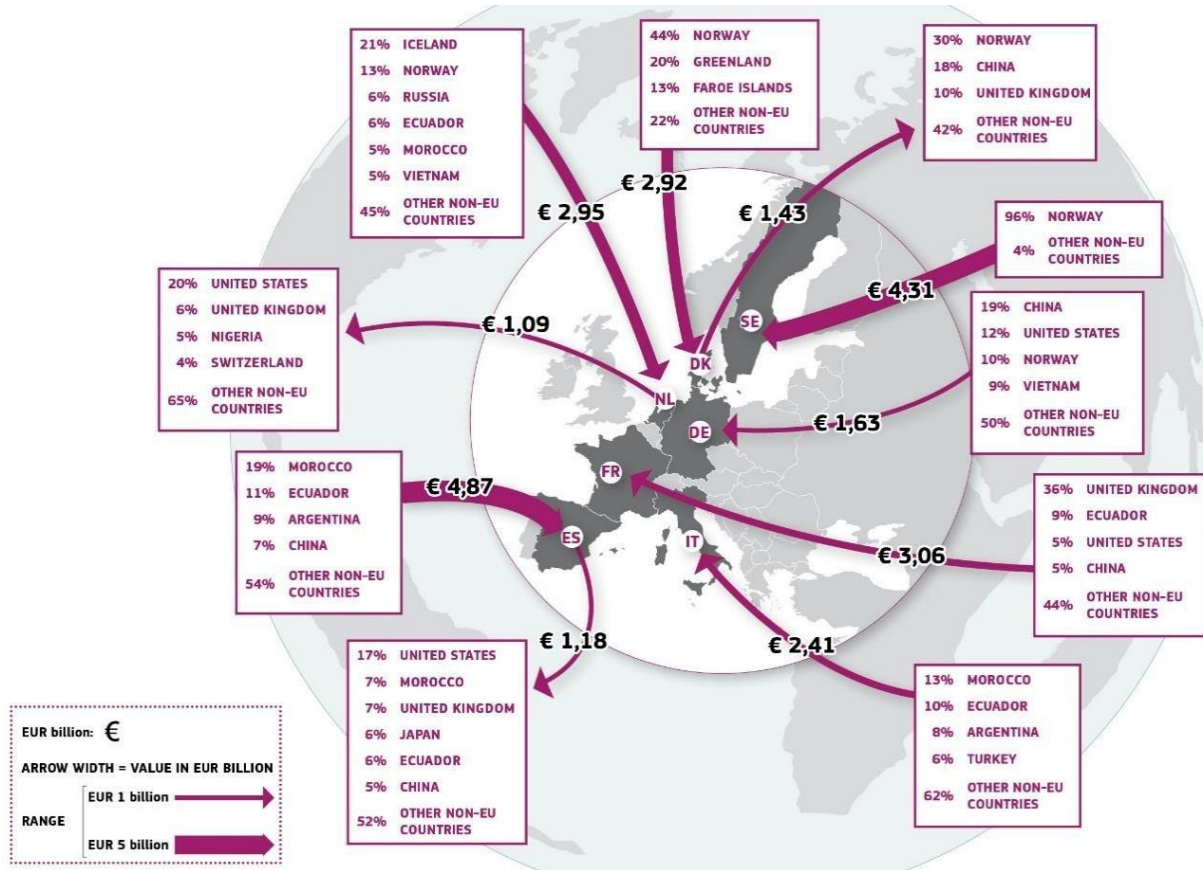 21% ICELAND
13% NORWAY
6% RUSSIA
6% ECUADOR
5% MOROCCO
5% VIETNAM
45% OTHER NON-EU
COUNTRIES
44% NORWAY
20% GREENLAND
13% FAROE ISLANDS
22% OTHER NON-EU
COUNTRIES
30% NORWAY
18% CHINA
10% UNITED KINGDOM
42% OTHER NON-EU
COUNTRIES
€ 2,95
€ 2,92
€ 1,43
96% NORWAY
4% OTHER NON-EU
COUNTRIES
€ 4,31
20% UNITED STATES
6% UNITED KINGDOM
5% NIGERIA
4% SWITZERLAND
65% OTHER NON-EU
COUNTRIES
€ 1,09
SE
DK
NL
DE
FR
ES
IT
19% CHINA
12% UNITED STATES
10% NORWAY
9% VIETNAM
50% OTHER NON-EU
COUNTRIES
€ 1,63
19% MOROCCO
11% ECUADOR
9% ARGENTINA
7% CHINA
54% OTHER NON-EU
COUNTRIES
€ 4,87
36% UNITED KINGDOM
9% ECUADOR
5% UNITED STATES
5% CHINA
44% OTHER NON-EU
COUNTRIES
€ 3,06
€ 1,18
€ 2,41
17% UNITED STATES
7% MOROCCO
7% UNITED KINGDOM
6% JAPAN
6% ECUADOR
5% CHINA
52% OTHER NON-EU
COUNTRIES
13% MOROCCO
10% ECUADOR
8% ARGENTINA
6% TURKEY
62% OTHER NON-EU
COUNTRIES
EUR billion: €
ARROW WIDTH = VALUE IN EUR BILLION
RANGE
EUR 1 billion
EUR 5 billion